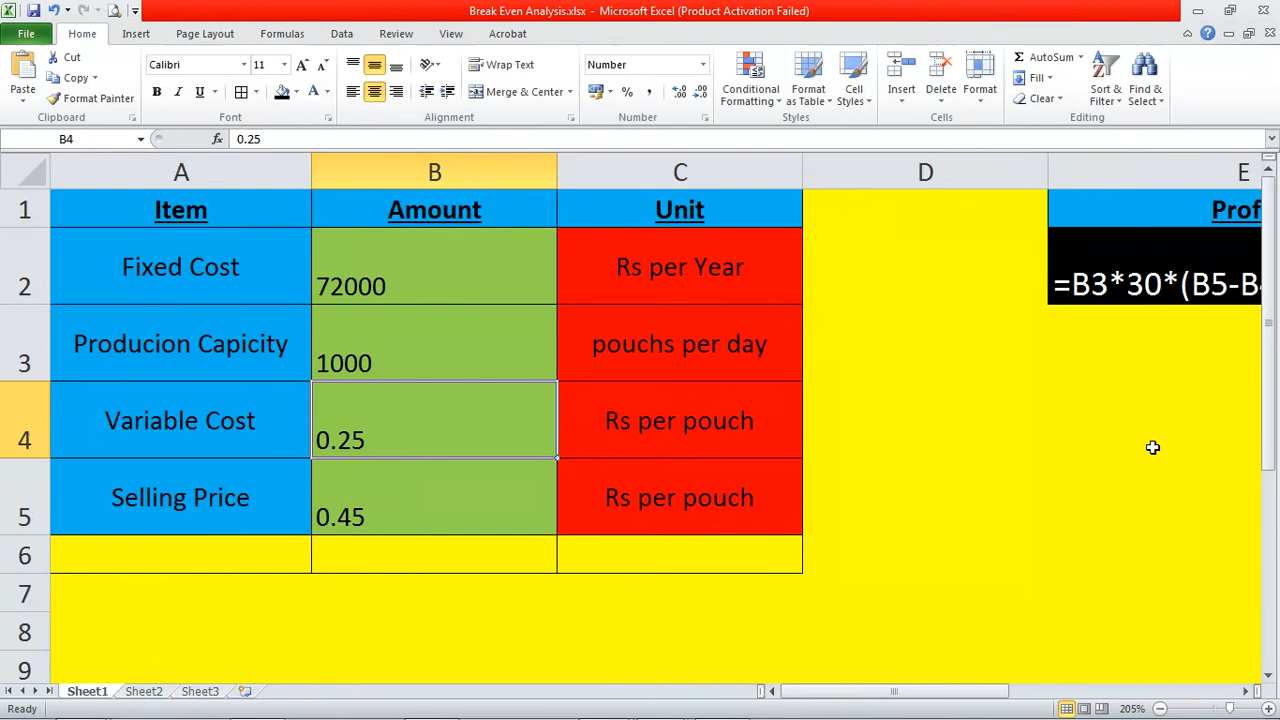 Break Even Analysis.xlsx - Microsoft Excel (Product Activation Failed)
File Home Insert Page Layout Formulas Data Review View Acrobat
Paste Cut Copy Format Painter Clipboard
Calibri 11 B I U A Font
Wrap Text Merge & Center Alignment
Number % , Number
Conditional Formatting Format as Table Cell Styles Styles
Insert Delete Format Cells
AutoSum Fill Clear Sort & Filter Find & Select Editing
B4 fx 0.25
A B C D E
1 Item Amount Unit Prof
2 Fixed Cost 72000 Rs per Year =B3*30*(B5-B
3 Producion Capicity 1000 pouchs per day
4 Variable Cost 0.25 Rs per pouch
5 Selling Price 0.45 Rs per pouch
6
7
8
9
Sheet1 Sheet2 Sheet3
Ready 205%